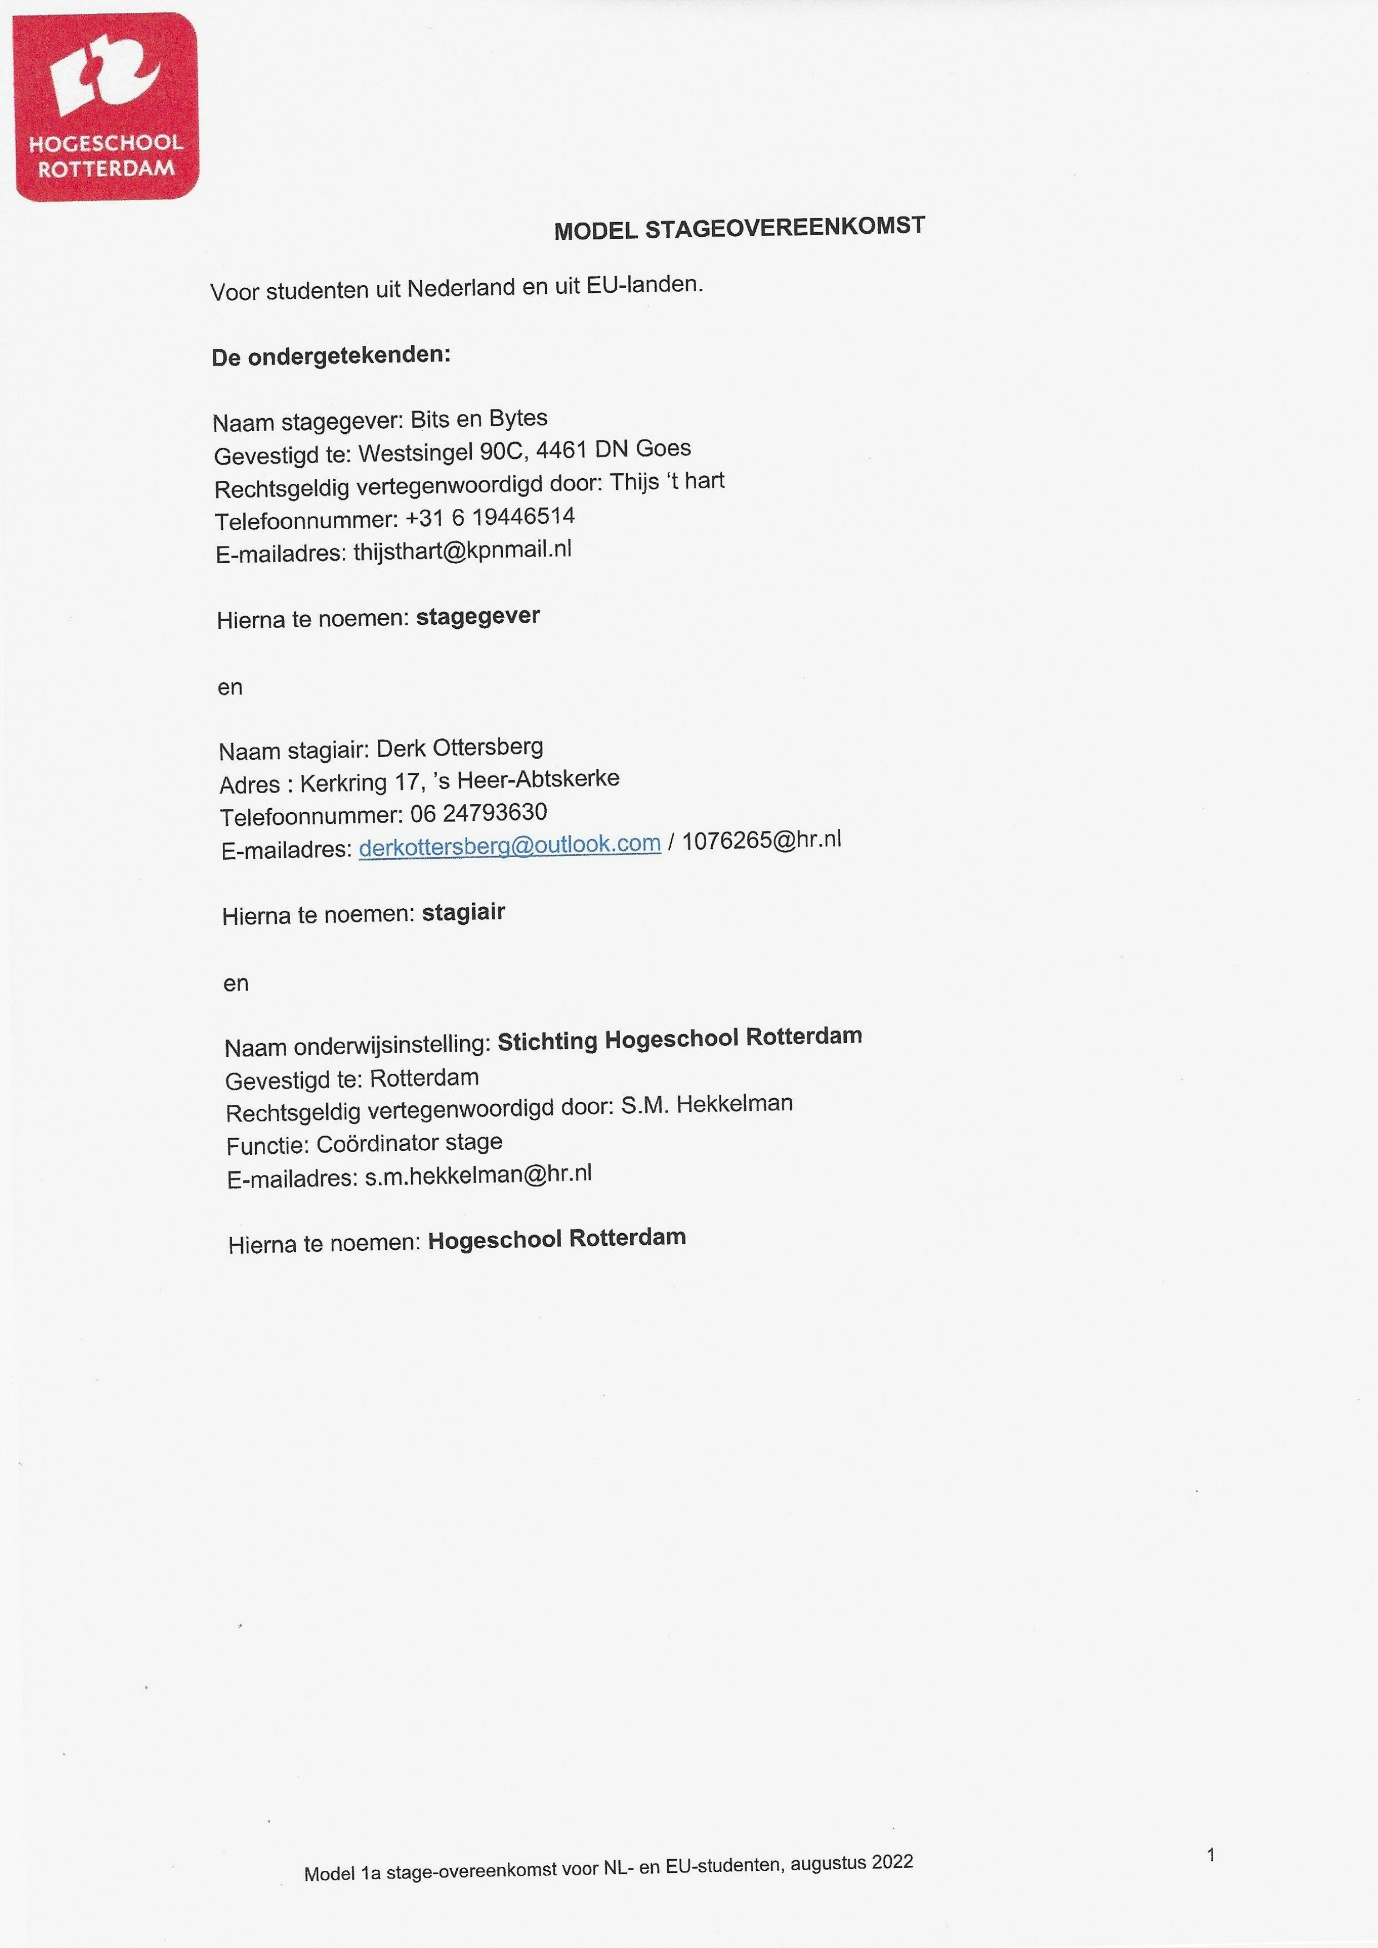 HOGESCHOOL
ROTTERDAM
MODEL STAGEOVEREENKOMST
Voor studenten uit Nederland en uit EU-landen.
De ondergetekenden:
Naam stagegever: Bits en Bytes
Gevestigd te: Westsingel 90C, 4461 DN Goes
Rechtsgeldig vertegenwoordigd door: Thijs ‘t hart
Telefoonnummer: +31 6 19446514
E-mailadres: thijsthart@kpnmail.nl
Hierna te noemen: stagegever
en
Naam stagiair: Derk Ottersberg
Adres : Kerkring 17, ’s Heer-Abtskerke
Telefoonnummer: 06 24793630
E-mailadres: derkottersberg@outlook.com / 1076265@hr.nl
Hierna te noemen: stagiair
en
Naam onderwijsinstelling: Stichting Hogeschool Rotterdam
Gevestigd te: Rotterdam
Rechtsgeldig vertegenwoordigd door: S.M. Hekkelman
Functie: Coördinator stage
E-mailadres: s.m.hekkelman@hr.nl
Hierna te noemen: Hogeschool Rotterdam
Model 1a stage-overeenkomst voor NL- en EU-studenten, augustus 2022
1